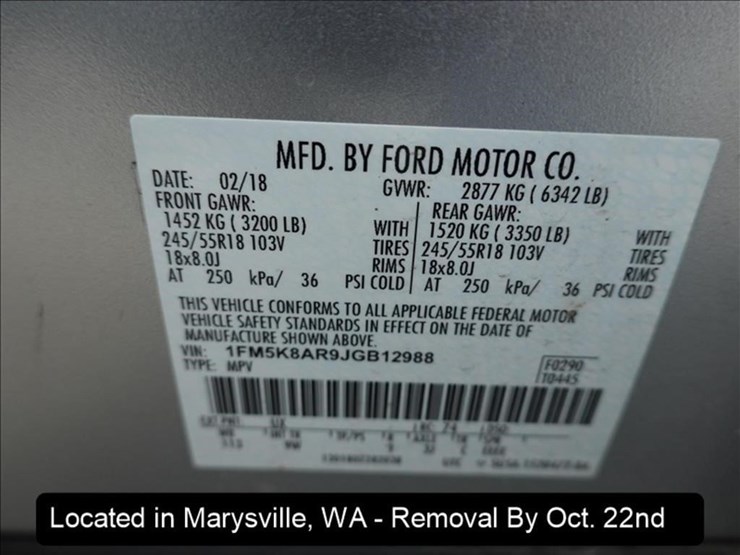 MFD. BY FORD MOTOR CO.
DATE: 02/18 GVWR: 2877 KG ( 6342 LB)
FRONT GAWR: REAR GAWR:
1452 KG ( 3200 LB) WITH 1520 KG ( 3350 LB) WITH
245/55R18 103V TIRES 245/55R18 103V TIRES
18x8.0J RIMS 18x8.0J RIMS
AT 250 kPa/ 36 PSI COLD AT 250 kPa/ 36 PSI COLD
THIS VEHICLE CONFORMS TO ALL APPLICABLE FEDERAL MOTOR
VEHICLE SAFETY STANDARDS IN EFFECT ON THE DATE OF
MANUFACTURE SHOWN ABOVE.
VIN: 1FM5K8AR9JGB12988 F0290
TYPE: MPV T0445
Located in Marysville, WA - Removal By Oct. 22nd